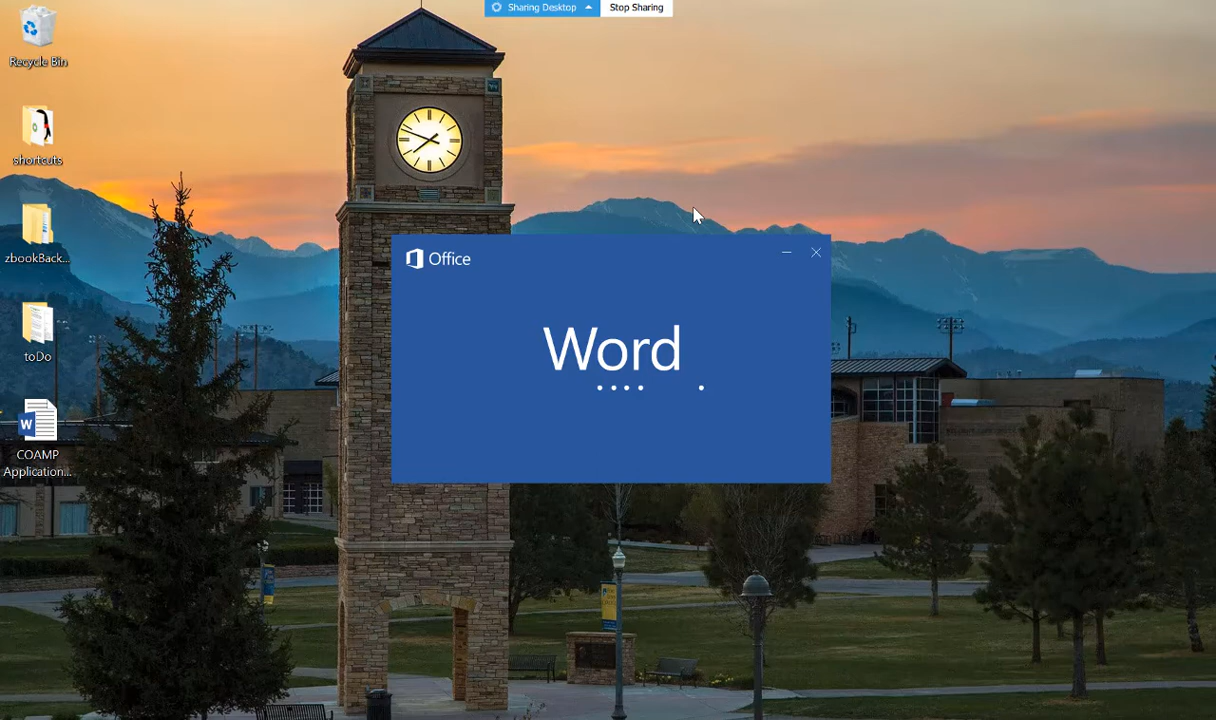 Sharing Desktop
Stop Sharing
Recycle Bin
shortcuts
zbookBack...
toDo
COAMP
Application...
W
Office
Word